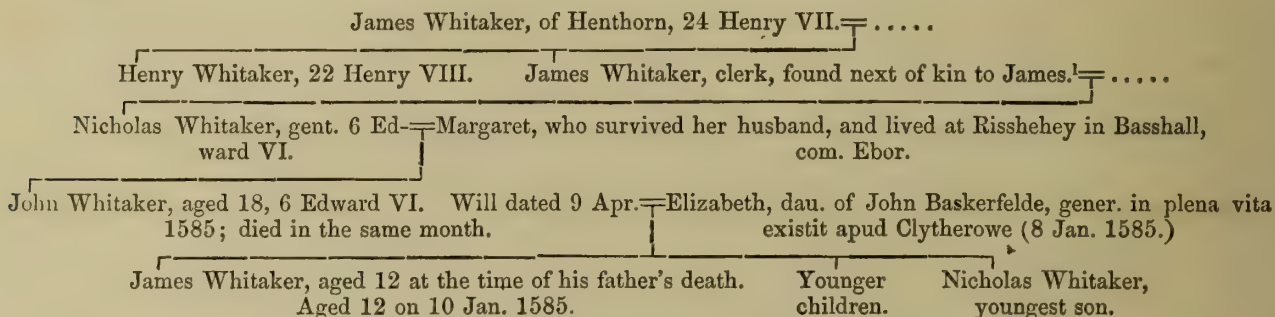 James Whitaker, of Henthorn, 24 Henry VII.=.....
Henry Whitaker, 22 Henry VIII. James Whitaker, clerk, found next of kin to James.¹=.....
Nicholas Whitaker, gent. 6 Ed-=Margaret, who survived her husband, and lived at Risshehey in Basshall,
ward VI. com. Ebor.
John Whitaker, aged 18, 6 Edward VI. Will dated 9 Apr.=Elizabeth, dau. of John Baskerfelde, gener. in plena vita
1585; died in the same month. existit apud Clytherowe (8 Jan. 1585.)
James Whitaker, aged 12 at the time of his father's death. Younger Nicholas Whitaker,
Aged 12 on 10 Jan. 1585. children. youngest son.